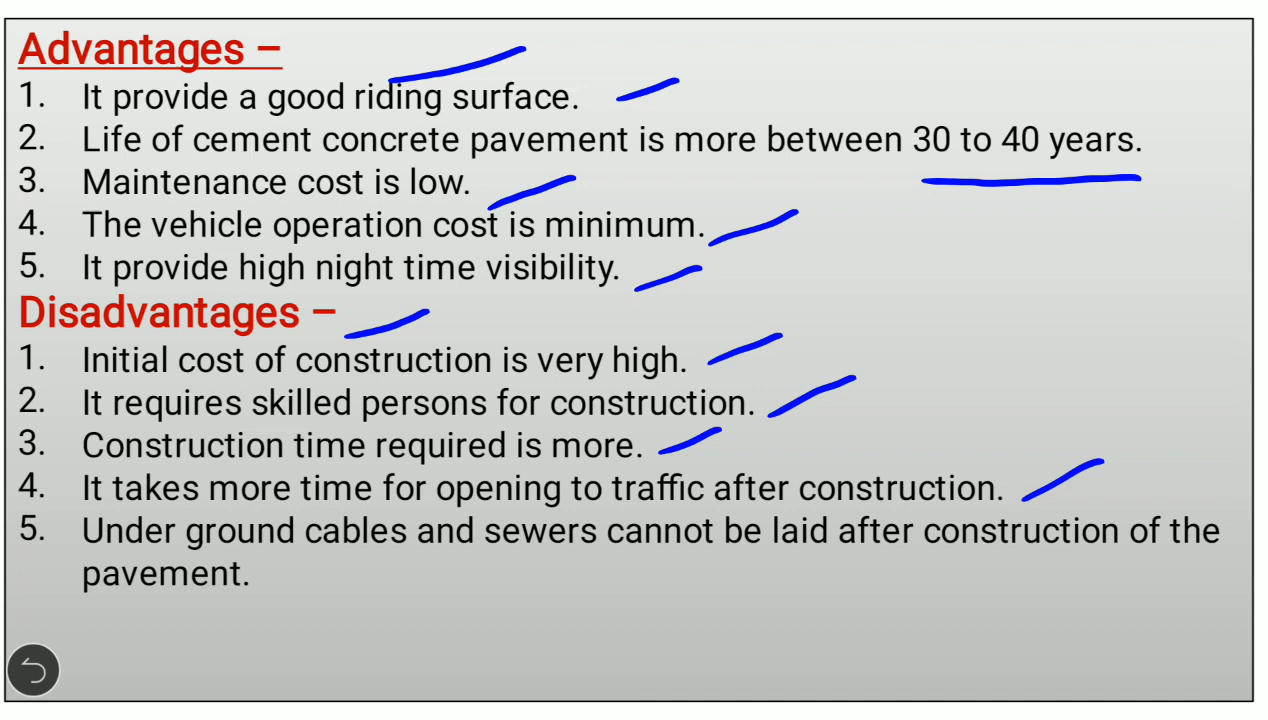 Advantages –
1. It provide a good riding surface.
2. Life of cement concrete pavement is more between 30 to 40 years.
3. Maintenance cost is low.
4. The vehicle operation cost is minimum.
5. It provide high night time visibility.
Disadvantages –
1. Initial cost of construction is very high.
2. It requires skilled persons for construction.
3. Construction time required is more.
4. It takes more time for opening to traffic after construction.
5. Under ground cables and sewers cannot be laid after construction of the
pavement.